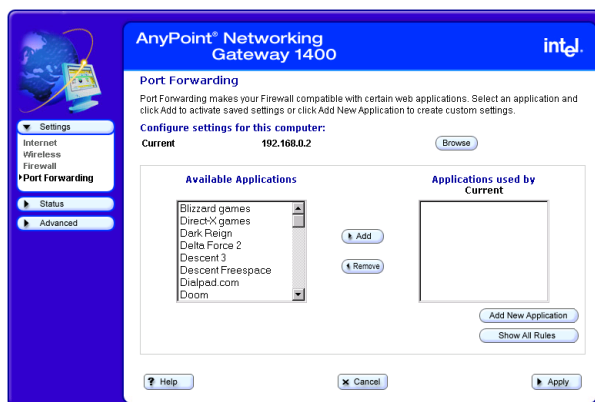 AnyPoint® Networking
Gateway 1400
intel.
Port Forwarding
Port Forwarding makes your Firewall compatible with certain web applications. Select an application and
click Add to activate saved settings or click Add New Application to create custom settings.
Configure settings for this computer:
Current 192.168.0.2 Browse
Settings
Internet
Wireless
Firewall
Port Forwarding
Status
Advanced
Available Applications
Blizzard games
Direct-X games
Dark Reign
Delta Force 2
Descent 3
Descent Freespace
Dialpad.com
Doom
Add
Remove
Applications used by
Current
Add New Application
Show All Rules
? Help
Cancel
Apply